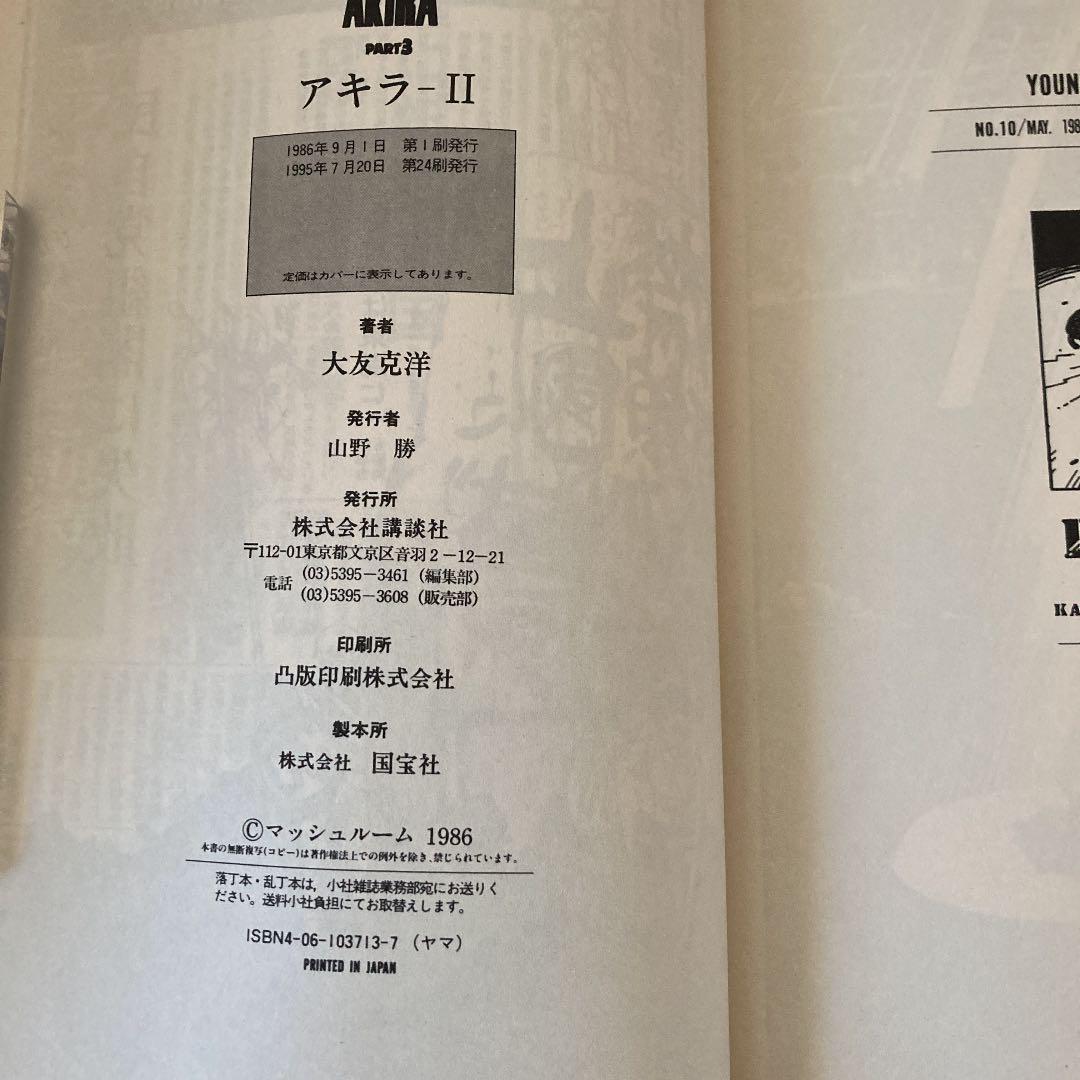 AKIRA
PART3
アキラ-II
1986年9月1日 第1刷発行
1995年7月20日 第24刷発行
定価はカバーに表示してあります。
著者
大友克洋
発行者
山野 勝
発行所
株式会社講談社
〒112-01東京都文京区音羽2-12-21
電話 (03)5395-3461 (編集部)
(03)5395-3608 (販売部)
印刷所
凸版印刷株式会社
製本所
株式会社 国宝社
©マッシュルーム 1986
本書の無断複写(コピー)は著作権法上での例外を除き、禁じられています。
落丁本・乱丁本は，小社雑誌業務部宛にお送りく
ださい。送料小社負担にてお取替えします。
ISBN4-06-103713-7 (ヤマ)
PRINTED IN JAPAN
YOUN
NO.10/MAY. 198
KA